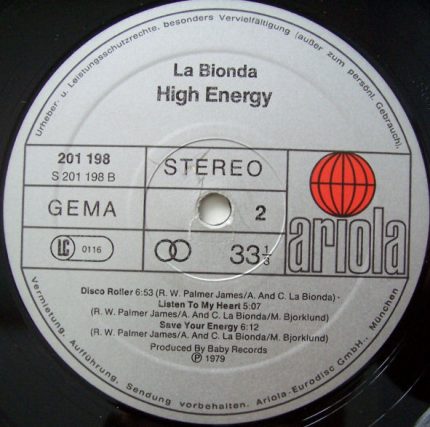 Urheber- u. Leistungsschutzrechte, besonders Vervielfältigung (außer zum persönl. Gebrauch),
La Bionda
High Energy
201 198
S 201 198 B
STEREO
GEMA
2
LC 0116
33 1/3
ariola
Disco Roller 6:53 (R. W. Palmer James/A. And C. La Bionda) ·
Listen To My Heart 5:07
(R. W. Palmer James/A. And C. La Bionda/M. Bjorklund)
Save Your Energy 6:12
(R. W. Palmer James/A. And C. La Bionda/M. Bjorklund)
Produced By Baby Records
Ⓟ 1979
Vermietung, Aufführung, Sendung vorbehalten. Ariola-Eurodisc GmbH., München